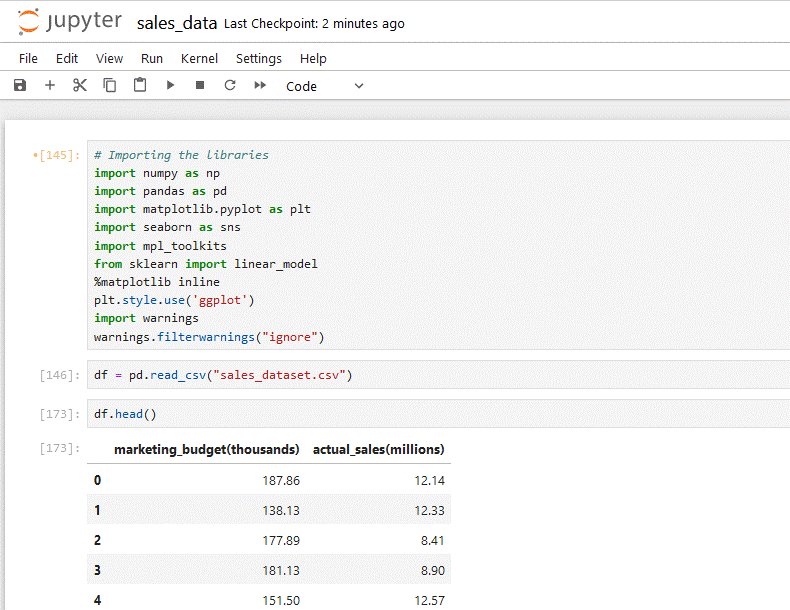 jupyter sales_data Last Checkpoint: 2 minutes ago
File Edit View Run Kernel Settings Help
Code
•[145]: # Importing the libraries
import numpy as np
import pandas as pd
import matplotlib.pyplot as plt
import seaborn as sns
import mpl_toolkits
from sklearn import linear_model
%matplotlib inline
plt.style.use('ggplot')
import warnings
warnings.filterwarnings("ignore")
[146]: df = pd.read_csv("sales_dataset.csv")
[173]: df.head()
[173]: marketing_budget(thousands) actual_sales(millions)
0 187.86 12.14
1 138.13 12.33
2 177.89 8.41
3 181.13 8.90
4 151.50 12.57